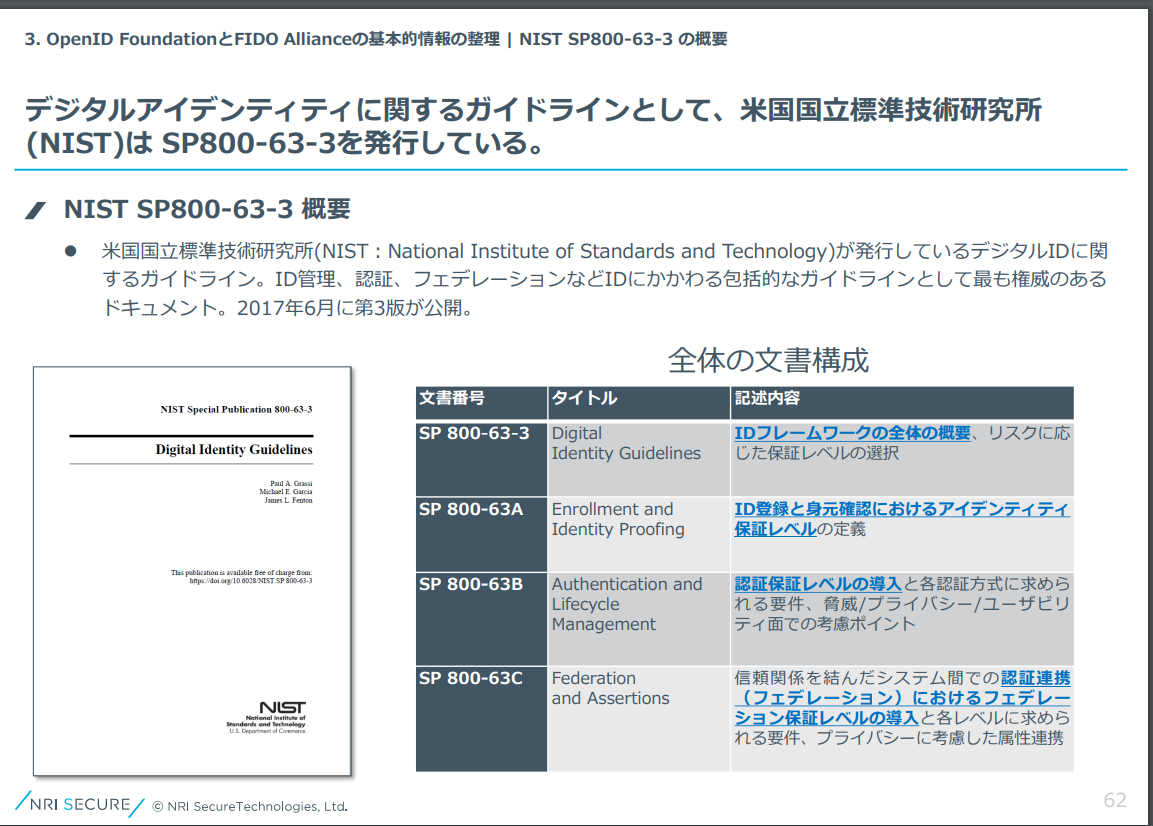 3. OpenID FoundationとFIDO Allianceの基本的情報の整理 | NIST SP800-63-3 の概要
デジタルアイデンティティに関するガイドラインとして、米国国立標準技術研究所
(NIST)は SP800-63-3を発行している。
NIST SP800-63-3 概要
● 米国国立標準技術研究所(NIST：National Institute of Standards and Technology)が発行しているデジタルIDに関
するガイドライン。ID管理、認証、フェデレーションなどIDにかかわる包括的なガイドラインとして最も権威のある
ドキュメント。2017年6月に第3版が公開。
NIST Special Publication 800-63-3
Digital Identity Guidelines
Paul A. Grassi
Michael E. Garcia
James L. Fenton
This publication is available free of charge from:
https://doi.org/10.6028/NIST.SP.800-63-3
NIST
National Institute of
Standards and Technology
U.S. Department of Commerce
全体の文書構成
文書番号 タイトル 記述内容
SP 800-63-3 Digital IDフレームワークの全体の概要、リスクに応
Identity Guidelines じた保証レベルの選択
SP 800-63A Enrollment and ID登録と身元確認におけるアイデンティティ
Identity Proofing 保証レベルの定義
SP 800-63B Authentication and 認証保証レベルの導入と各認証方式に求めら
Lifecycle れる要件、脅威/プライバシー/ユーザビリ
Management ティ面での考慮ポイント
SP 800-63C Federation 信頼関係を結んだシステム間での認証連携
and Assertions （フェデレーション）におけるフェデレー
ション保証レベルの導入と各レベルに求めら
れる要件、プライバシーに考慮した属性連携
NRI SECURE © NRI SecureTechnologies, Ltd.
62